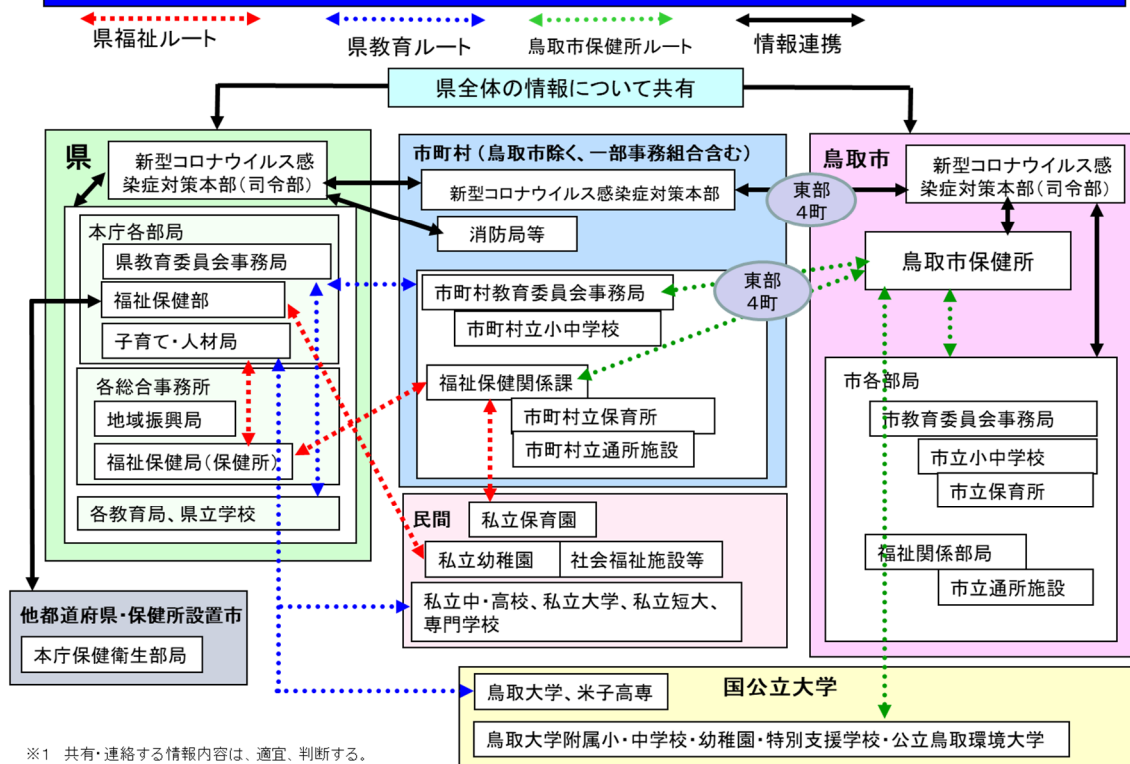 県福祉ルート
県教育ルート
鳥取市保健所ルート
情報連携
県全体の情報について共有
県
新型コロナウイルス感
染症対策本部(司令部)
本庁各部局
県教育委員会事務局
福祉保健部
子育て・人材局
各総合事務所
地域振興局
福祉保健局(保健所)
各教育局、県立学校
他都道府県・保健所設置市
本庁保健衛生部局
市町村(鳥取市除く、一部事務組合含む)
新型コロナウイルス感染症対策本部
消防局等
東部
4町
市町村教育委員会事務局
市町村立小中学校
東部
4町
福祉保健関係課
市町村立保育所
市町村立通所施設
民間
私立保育園
私立幼稚園
社会福祉施設等
私立中・高校、私立大学、私立短大、
専門学校
鳥取市
新型コロナウイルス感
染症対策本部(司令部)
鳥取市保健所
市各部局
市教育委員会事務局
市立小中学校
市立保育所
福祉関係部局
市立通所施設
国公立大学
鳥取大学、米子高専
鳥取大学附属小・中学校・幼稚園・特別支援学校・公立鳥取環境大学
※1 共有・連絡する情報内容は、適宜、判断する。